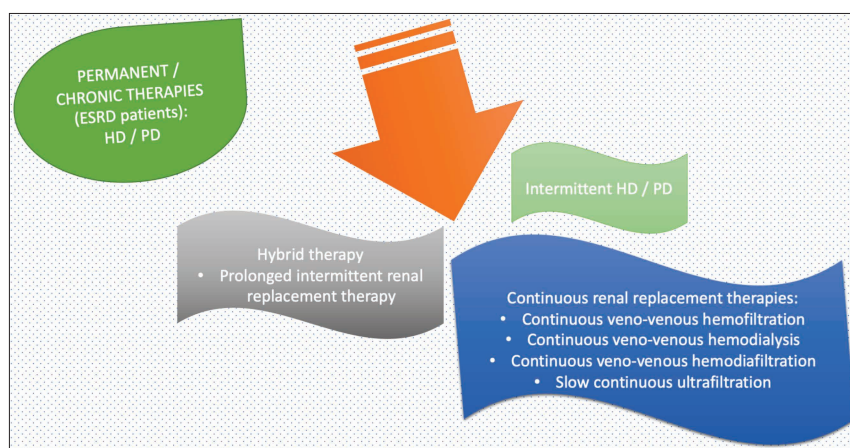 PERMANENT /
CHRONIC THERAPIES
(ESRD patients):
HD / PD
Intermittent HD / PD
Hybrid therapy
• Prolonged intermittent renal
replacement therapy
Continuous renal replacement therapies:
• Continuous veno-venous hemofiltration
• Continuous veno-venous hemodialysis
• Continuous veno-venous hemodiafiltration
• Slow continuous ultrafiltration